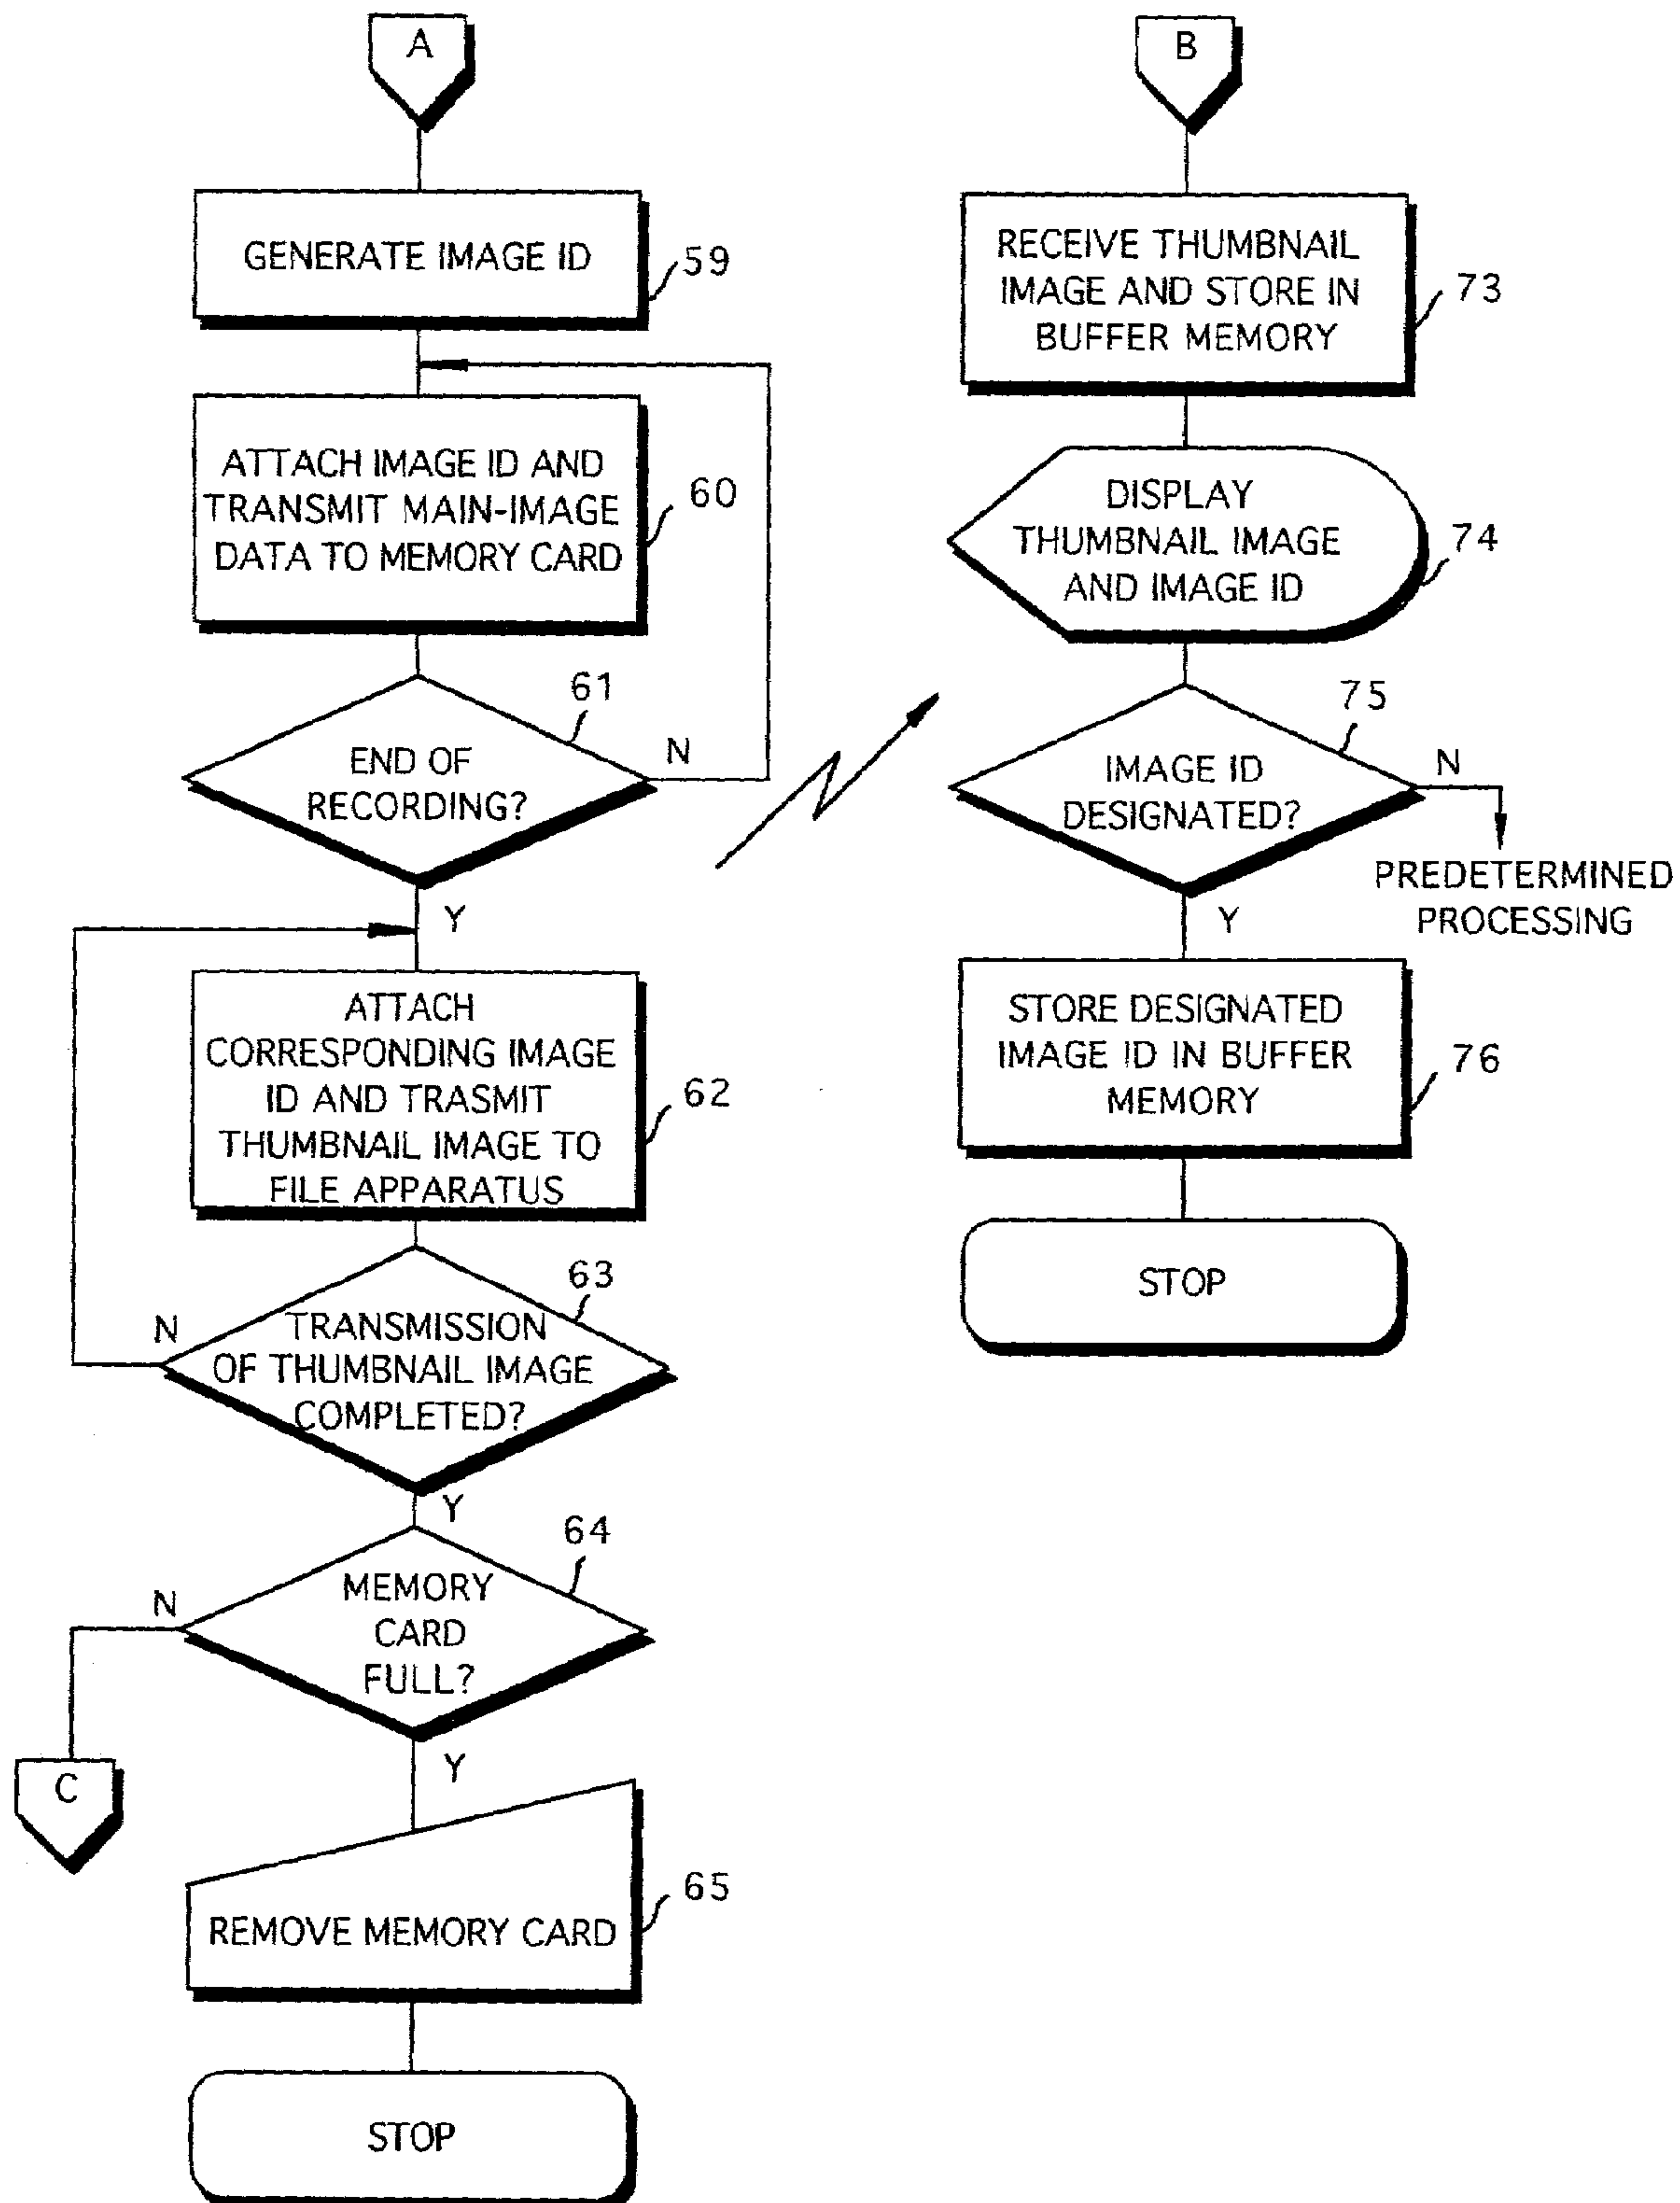 A
GENERATE IMAGE ID
59
ATTACH IMAGE ID AND
TRANSMIT MAIN-IMAGE
DATA TO MEMORY CARD
60
61
END OF
RECORDING?
N
Y
ATTACH
CORRESPONDING IMAGE
ID AND TRASMIT
THUMBNAIL IMAGE TO
FILE APPARATUS
62
63
N
TRANSMISSION
OF THUMBNAIL IMAGE
COMPLETED?
Y
64
N
MEMORY
CARD
FULL?
Y
C
65
REMOVE MEMORY CARD
STOP
B
RECEIVE THUMBNAIL
IMAGE AND STORE IN
BUFFER MEMORY
73
DISPLAY
THUMBNAIL IMAGE
AND IMAGE ID
74
75
IMAGE ID
DESIGNATED?
N
PREDETERMINED
PROCESSING
Y
STORE DESIGNATED
IMAGE ID IN BUFFER
MEMORY
76
STOP